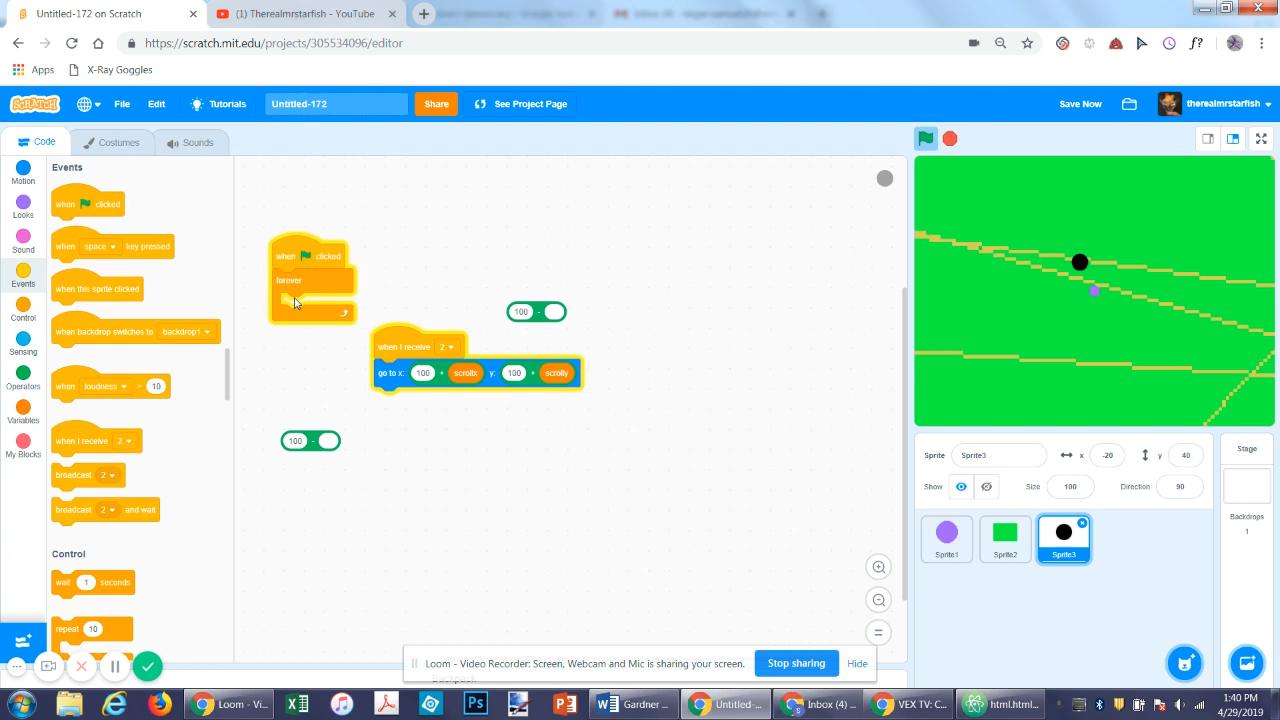 Untitled-172 on Scratch
(1) Therealmrstarfish - YouTube
https://scratch.mit.edu/projects/305534096/editor
f?
Apps
X-Ray Goggles
SCRATCH
File
Edit
Tutorials
Untitled-172
Share
See Project Page
Save Now
therealmrstarfish
Code
Costumes
Sounds
Motion
Looks
Sound
Events
Control
Sensing
Operators
Variables
My Blocks
Events
when clicked
when space key pressed
when this sprite clicked
when backdrop switches to backdrop1
when loudness > 10
when I receive 2
broadcast 2
broadcast 2 and wait
Control
wait 1 seconds
repeat 10
when clicked
forever
100 -
when I receive 2
go to x: 100 + scrollx y: 100 + scrolly
100 -
Sprite Sprite3 x -20 y 40
Show Size 100 Direction 90
Sprite1
Sprite2
Sprite3
Stage
Backdrops
1
Loom - Video Recorder: Screen, Webcam and Mic is sharing your screen.
Stop sharing
Hide
Backpack
Loom - Vi...
Gardner ...
Untitled-...
Inbox (4) ...
VEX TV: C...
html.html...
1:40 PM
4/29/2019